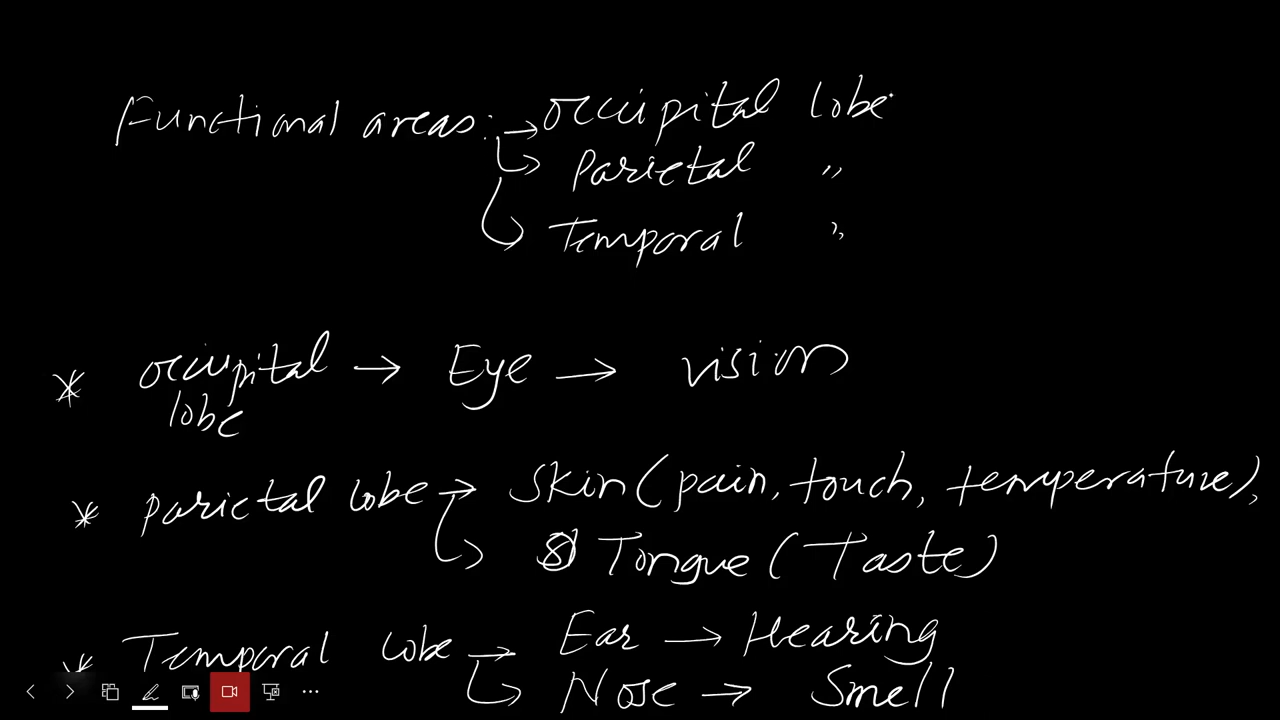 Functional areas: → occipital lobe
↳ Parietal ,,
↳ Temporal ,,
* occipital lobe → Eye → vision
* parietal lobe → Skin (pain, touch, temperature),
↳ Tongue (Taste)
* Temporal lobe → Ear → Hearing
↳ Nose → Smell